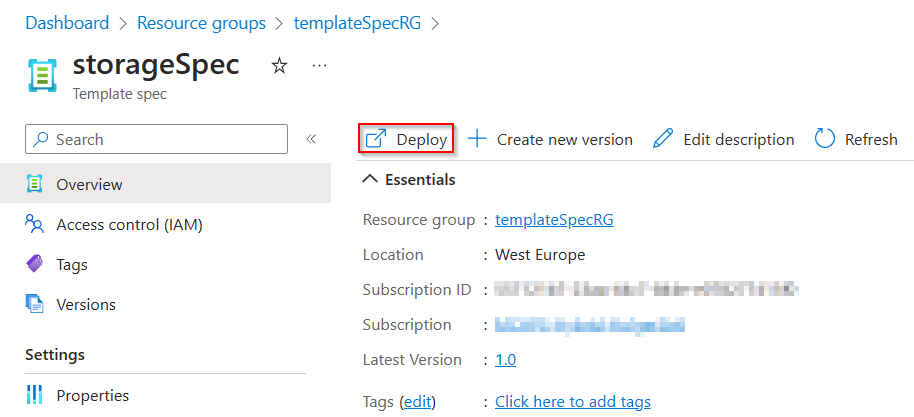 Dashboard > Resource groups > templateSpecRG >
storageSpec
Template spec
Search
Overview
Access control (IAM)
Tags
Versions
Settings
Properties
Deploy Create new version Edit description Refresh
Essentials
Resource group : templateSpecRG
Location : West Europe
Subscription ID :
Subscription :
Latest Version : 1.0
Tags (edit) : Click here to add tags